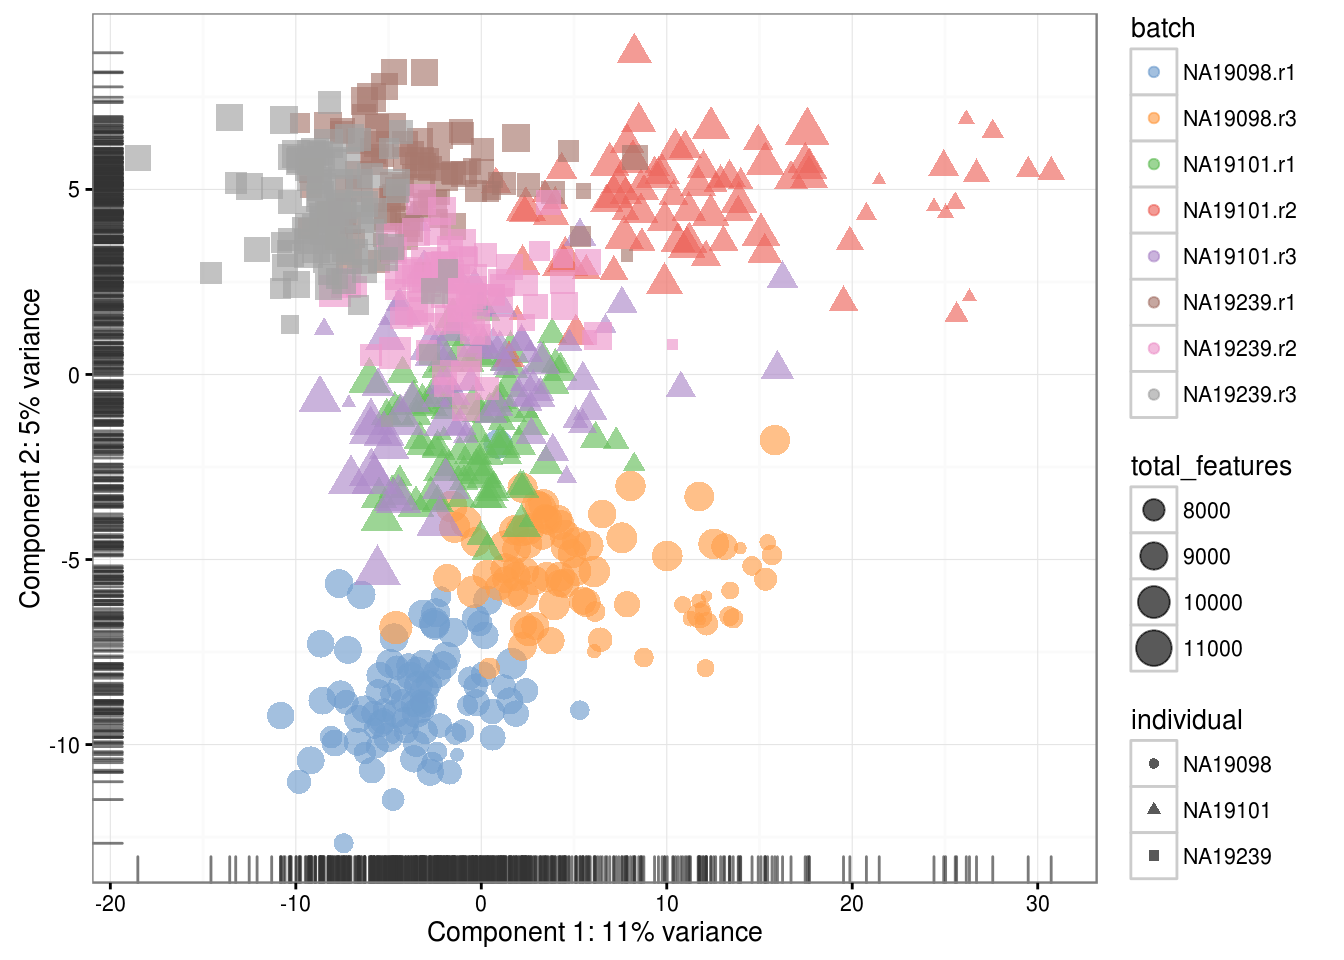 batch
NA19098.r1
NA19098.r3
NA19101.r1
NA19101.r2
NA19101.r3
NA19239.r1
NA19239.r2
NA19239.r3
total_features
8000
9000
10000
11000
individual
NA19098
NA19101
NA19239
Component 2: 5% variance
5
0
-5
-10
-20
-10
0
10
20
30
Component 1: 11% variance